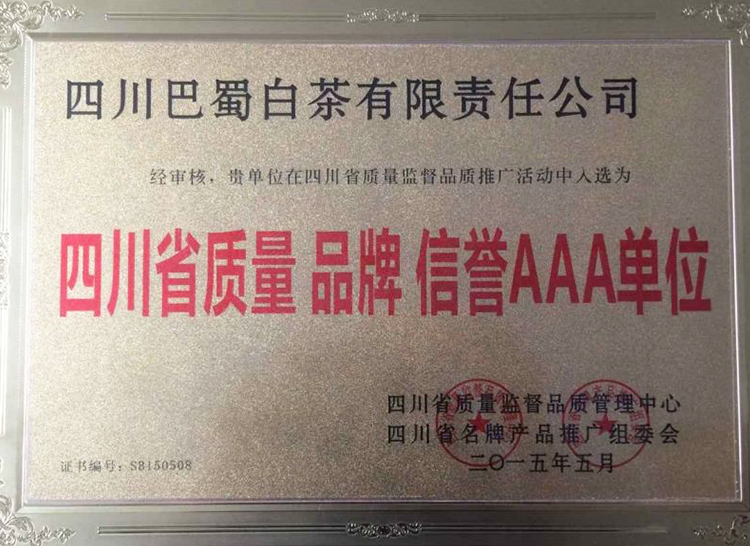 四川巴蜀白茶有限责任公司
经审核，贵单位在四川省质量监督品质推广活动中入选为
四川省质量 品牌 信誉AAA单位
四川省质量监督品质管理中心
四川省名牌产品推广组委会
二〇一五年五月
证书编号：SB150508